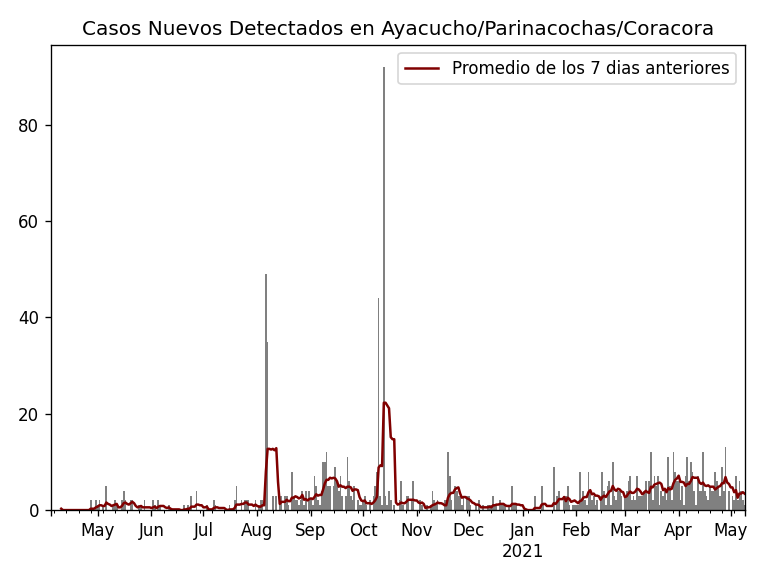 Casos Nuevos Detectados en Ayacucho/Parinacochas/Coracora
Promedio de los 7 dias anteriores
80
60
40
20
0
May Jun Jul Aug Sep Oct Nov Dec Jan Feb Mar Apr May
2021